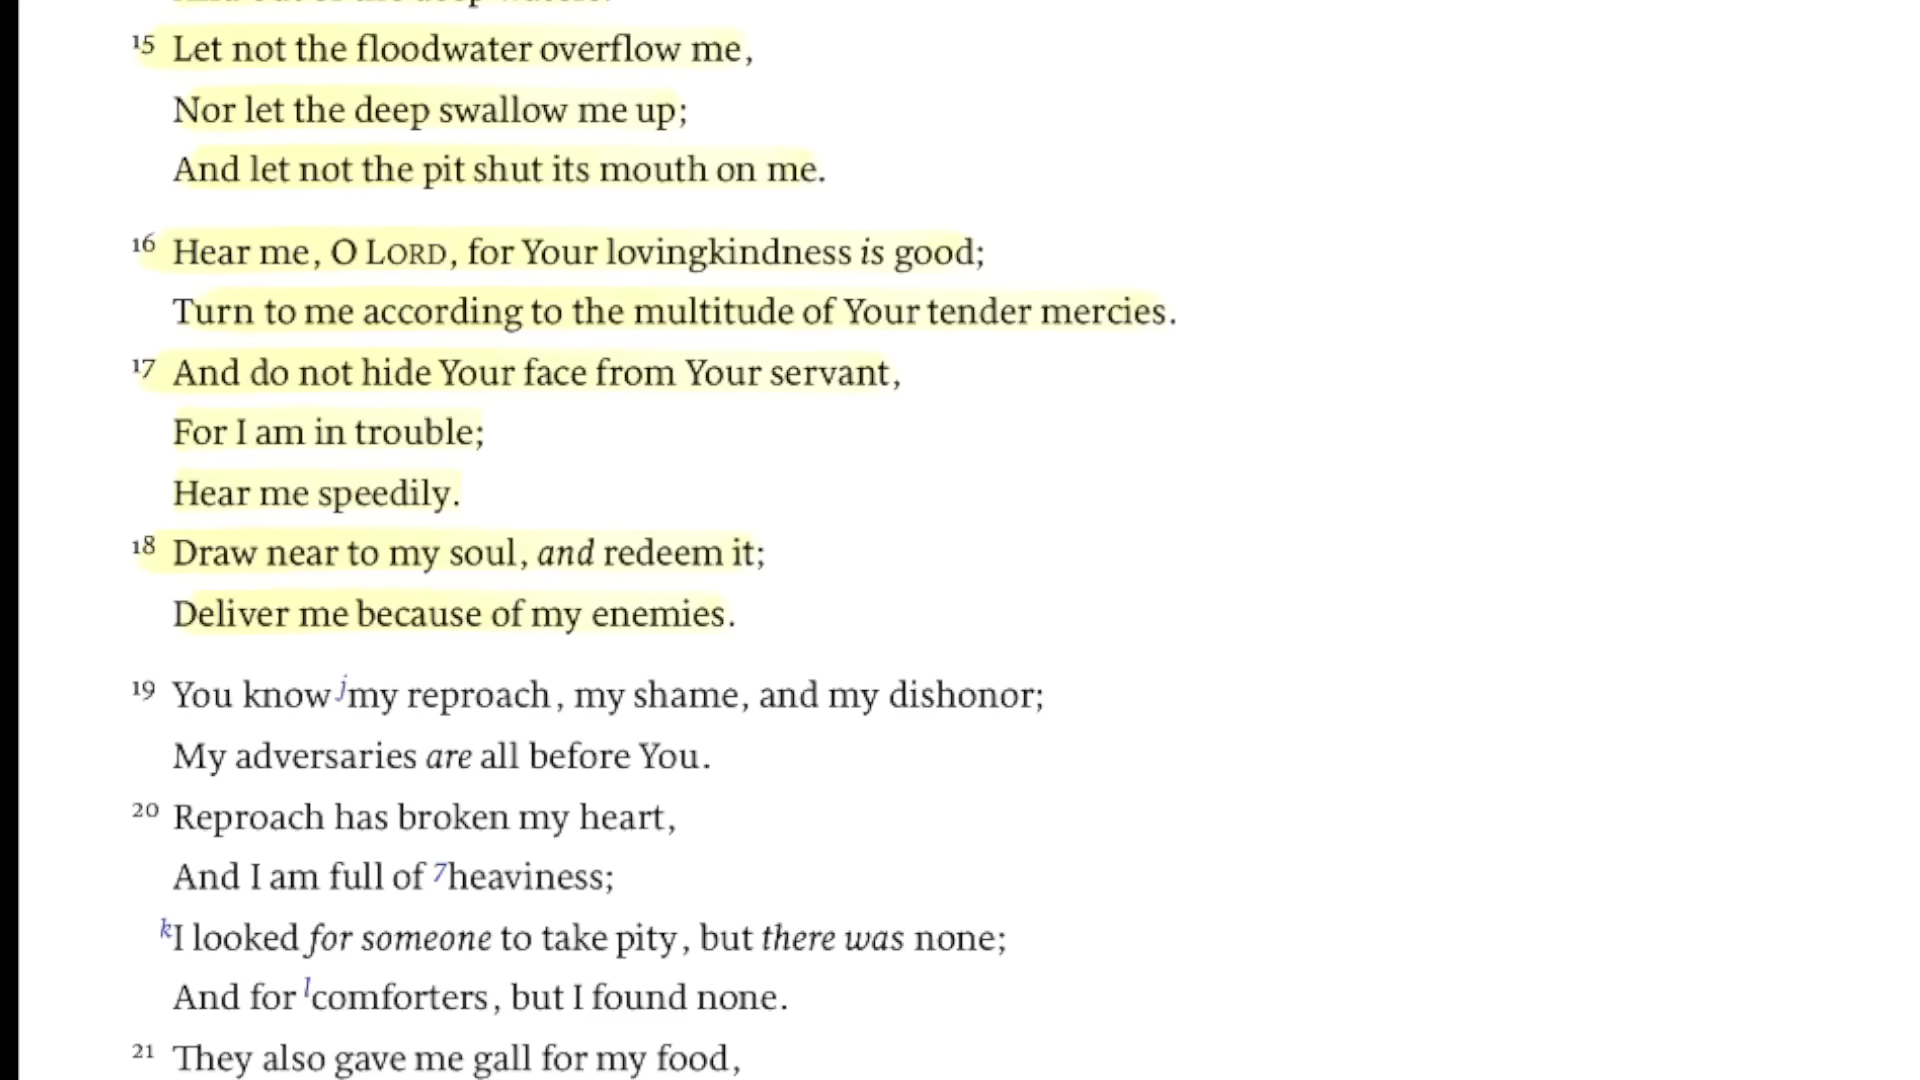 And out of the deep waters.
15 Let not the floodwater overflow me,
Nor let the deep swallow me up;
And let not the pit shut its mouth on me.
16 Hear me, O LORD, for Your lovingkindness is good;
Turn to me according to the multitude of Your tender mercies.
17 And do not hide Your face from Your servant,
For I am in trouble;
Hear me speedily.
18 Draw near to my soul, and redeem it;
Deliver me because of my enemies.
19 You know j my reproach, my shame, and my dishonor;
My adversaries are all before You.
20 Reproach has broken my heart,
And I am full of 7 heaviness;
k I looked for someone to take pity, but there was none;
And for l comforters, but I found none.
21 They also gave me gall for my food,